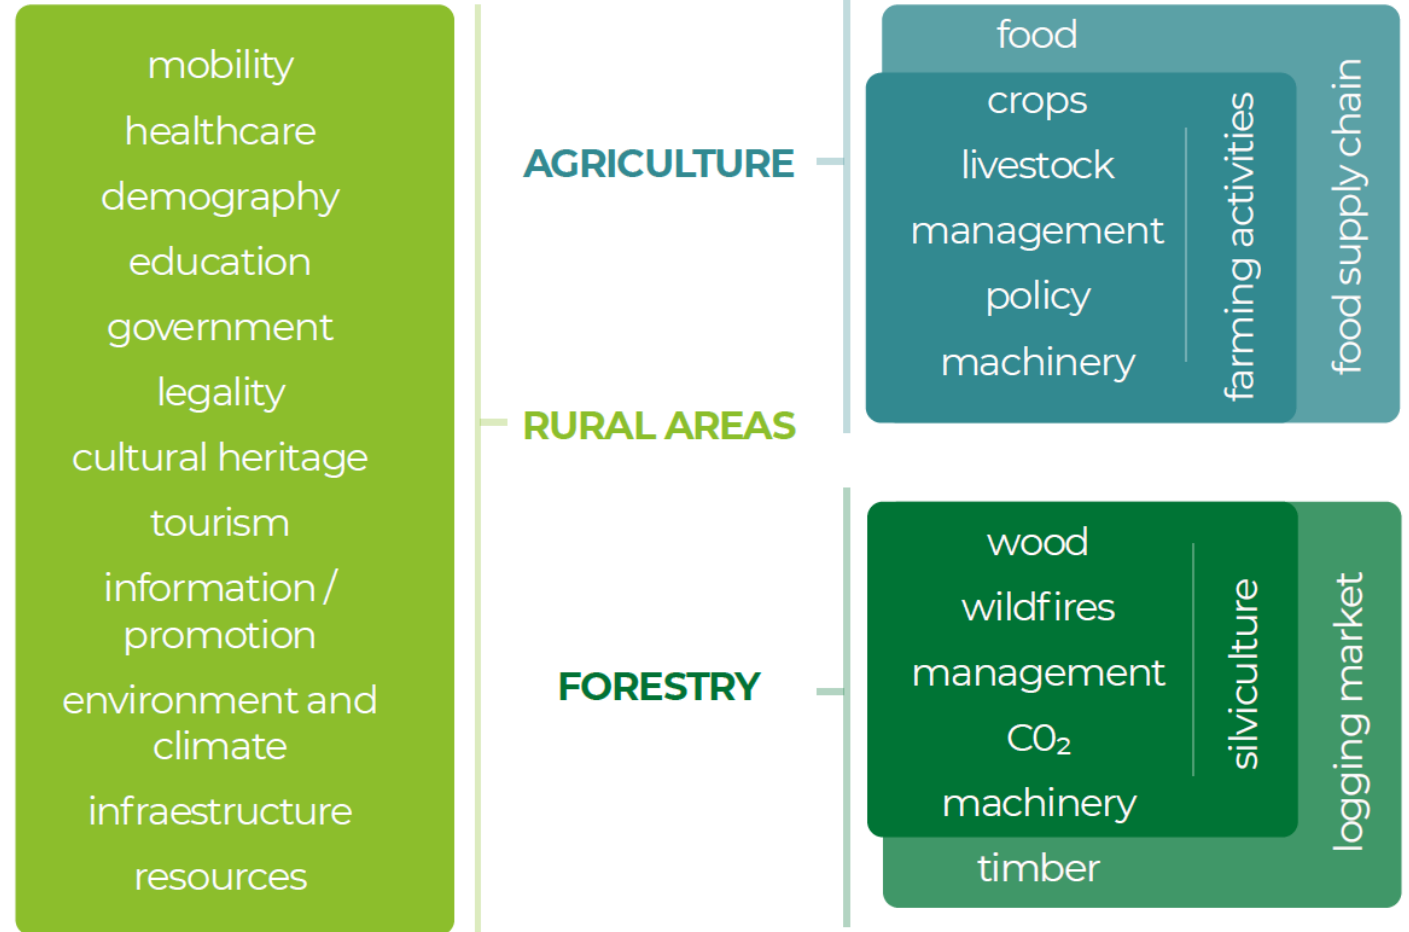 mobility
healthcare
demography
education
government
legality
cultural heritage
tourism
information /
promotion
environment and
climate
infraestructure
resources
AGRICULTURE
RURAL AREAS
FORESTRY
food
crops
livestock
management
policy
machinery
farming activities
food supply chain
wood
wildfires
management
C0₂
machinery
timber
silviculture
logging market